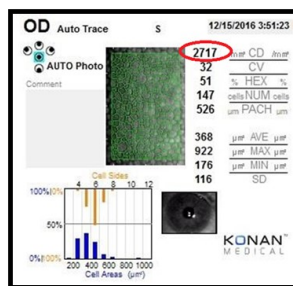 OD Auto Trace S 12/15/2016 3:51:23
AUTO Photo
Comment
2717 /mm² CD /mm²
32 CV
51 % HEX %
147 cells NUM cells
526 um PACH um
368 µm² AVE µm²
922 µm² MAX µm²
176 µm² MIN µm²
116 SD
Cell Sides
4 6 8 10 12
100%|0%
50%
0%|100%
200 400 600 800 1000
Cell Areas (µm²)
KONAN
MEDICAL